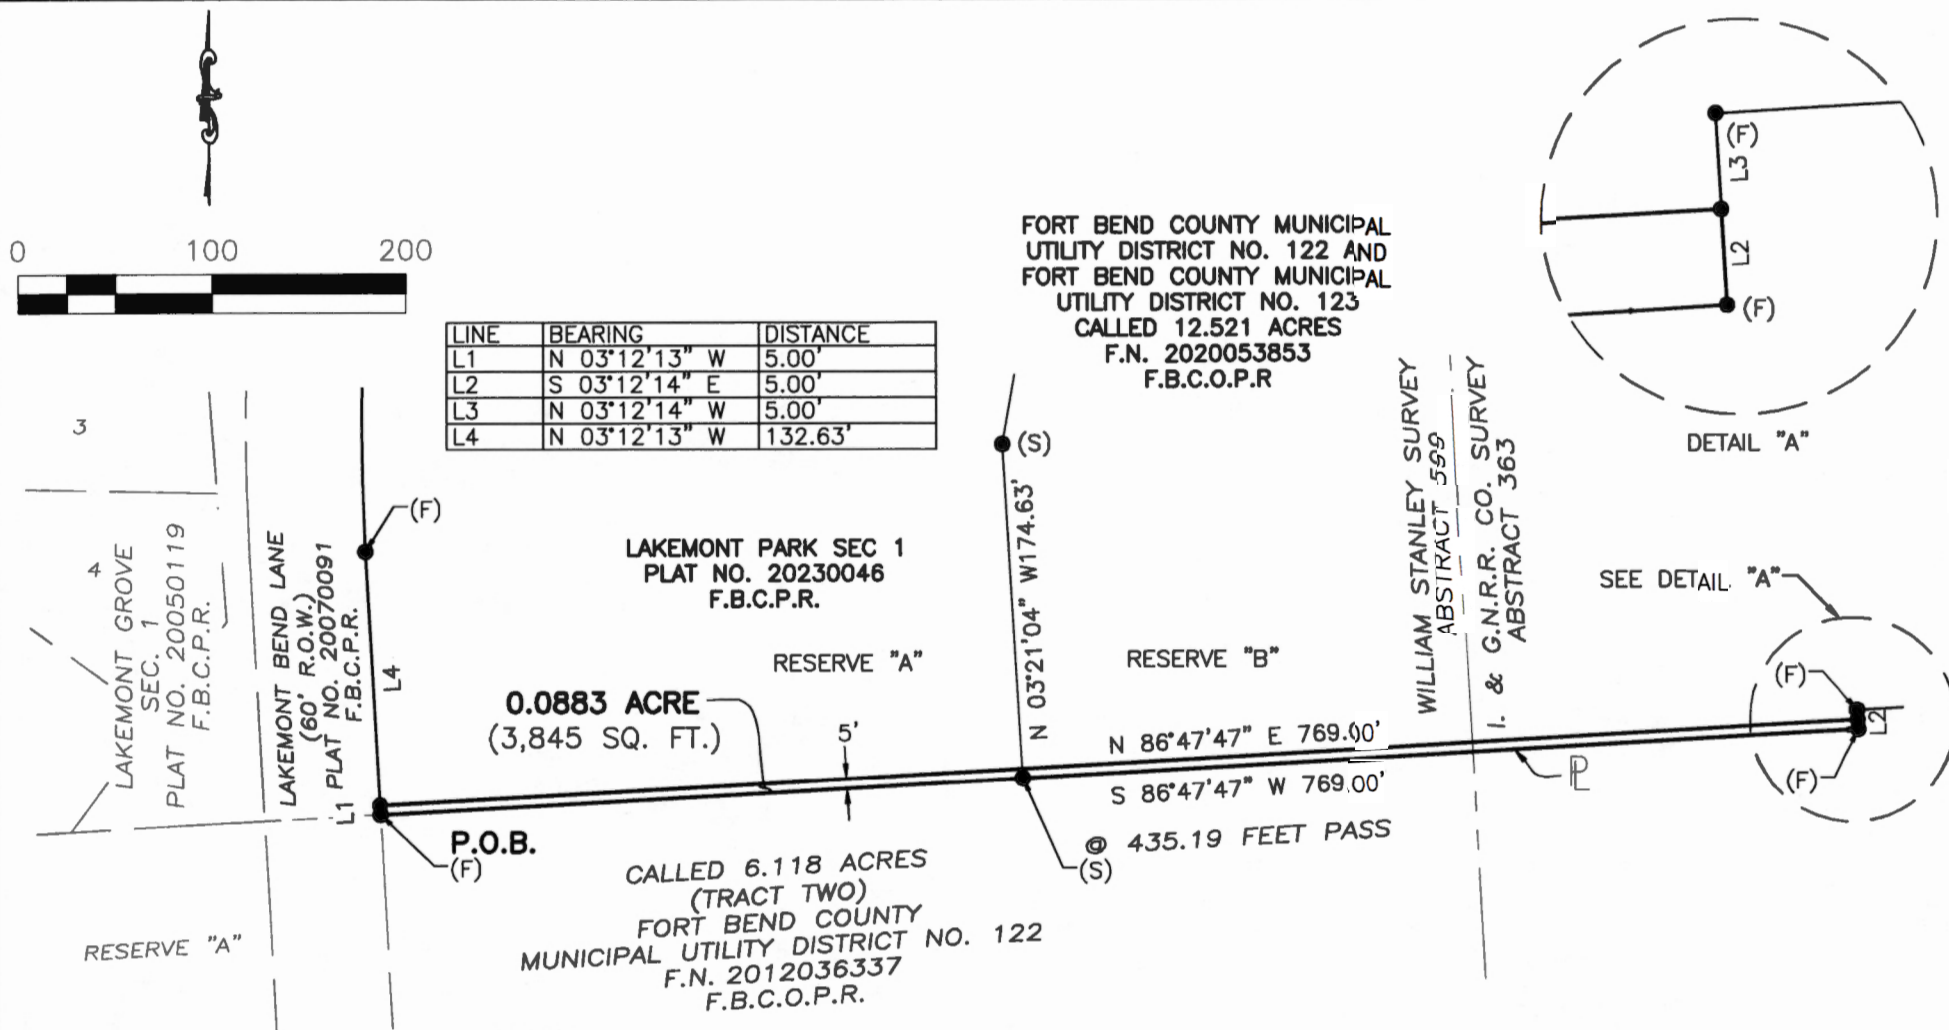 0 100 200
LINE BEARING DISTANCE
L1 N 03°12'13" W 5.00'
L2 S 03°12'14" E 5.00'
L3 N 03°12'14" W 5.00'
L4 N 03°12'13" W 132.63'
FORT BEND COUNTY MUNICIPAL
UTILITY DISTRICT NO. 122 AND
FORT BEND COUNTY MUNICIPAL
UTILITY DISTRICT NO. 123
CALLED 12.521 ACRES
F.N. 2020053853
F.B.C.O.P.R
(F)
L3
L2
(F)
DETAIL "A"
SEE DETAIL "A"
3
4
LAKEMONT GROVE
SEC. 1
PLAT NO. 20050119
F.B.C.P.R.
LAKEMONT BEND LANE
(60' R.O.W.)
PLAT NO. 20070091
F.B.C.P.R.
(F)
L4
LAKEMONT PARK SEC 1
PLAT NO. 20230046
F.B.C.P.R.
RESERVE "A"
0.0883 ACRE
(3,845 SQ. FT.)
5'
(S)
N 03°21'04" W174.63'
RESERVE "B"
WILLIAM STANLEY SURVEY
ABSTRACT 599
I. & G.N.R.R. CO. SURVEY
ABSTRACT 363
N 86°47'47" E 769.00'
S 86°47'47" W 769.00'
@ 435.19 FEET PASS
(S)
PL
(F)
L2
(F)
L1
P.O.B.
(F)
CALLED 6.118 ACRES
(TRACT TWO)
FORT BEND COUNTY
MUNICIPAL UTILITY DISTRICT NO. 122
F.N. 2012036337
F.B.C.O.P.R.
RESERVE "A"